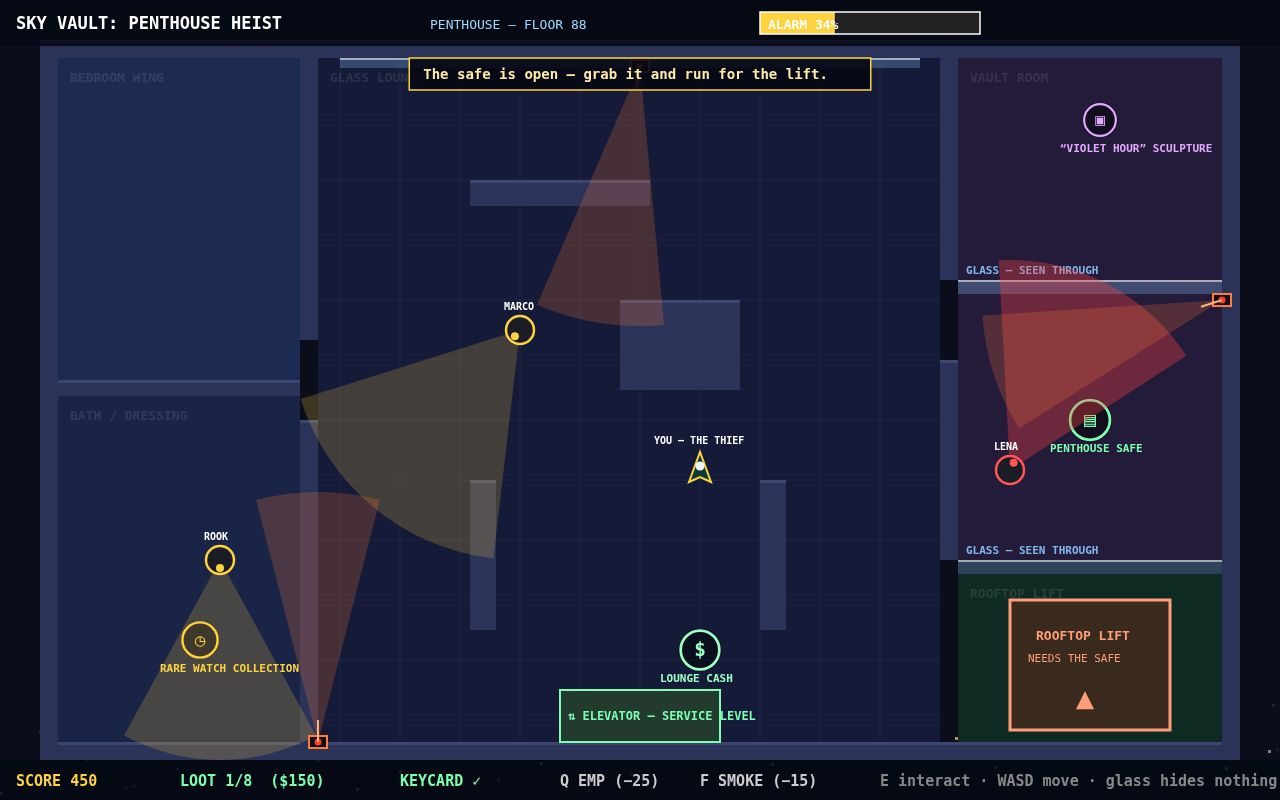 SKY VAULT: PENTHOUSE HEIST
PENTHOUSE — FLOOR 88
ALARM 34%
The safe is open — grab it and run for the lift.
BEDROOM WING
GLASS LOUN
VAULT ROOM
▣
“VIOLET HOUR” SCULPTURE
GLASS — SEEN THROUGH
MARCO
BATH / DRESSING
YOU — THE THIEF
LENA
PENTHOUSE SAFE
ROOK
GLASS — SEEN THROUGH
ROOFTOP LIFT
RARE WATCH COLLECTION
$
LOUNGE CASH
ROOFTOP LIFT
NEEDS THE SAFE
▲
⇅ ELEVATOR — SERVICE LEVEL
SCORE 450
LOOT 1/8 ($150)
KEYCARD ✓
Q EMP (−25)
F SMOKE (−15)
E interact · WASD move · glass hides nothing